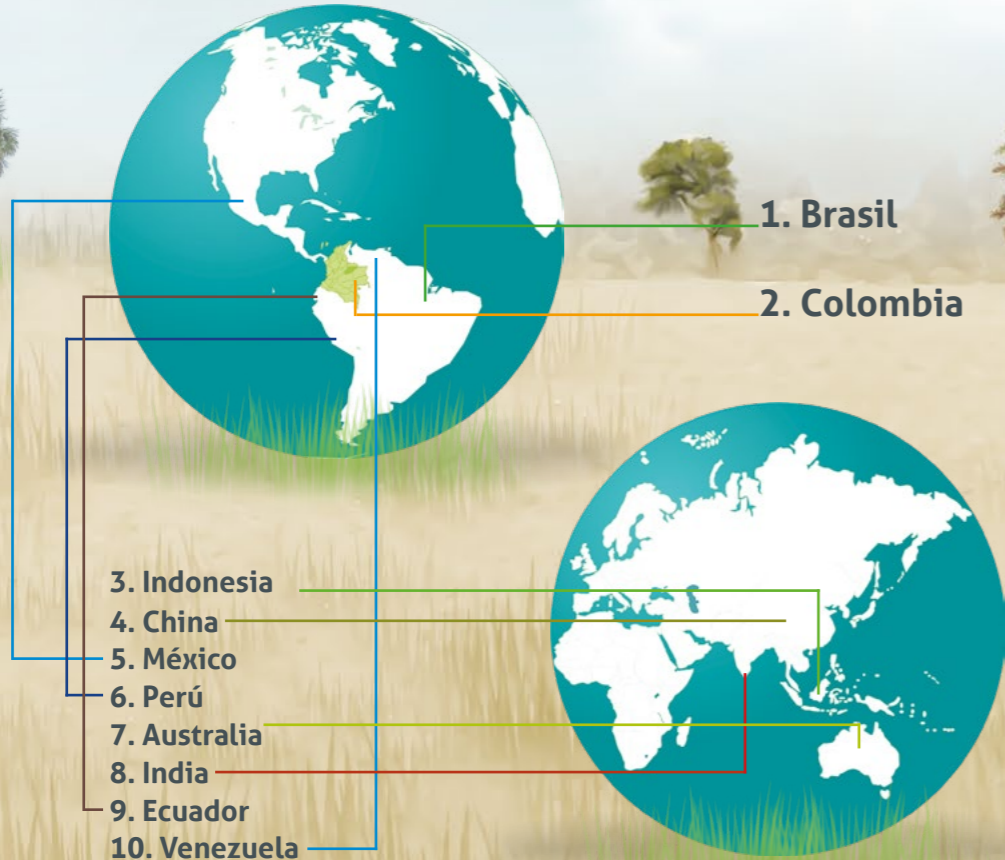 1. Brasil
2. Colombia
3. Indonesia
4. China
5. México
6. Perú
7. Australia
8. India
9. Ecuador
10. Venezuela